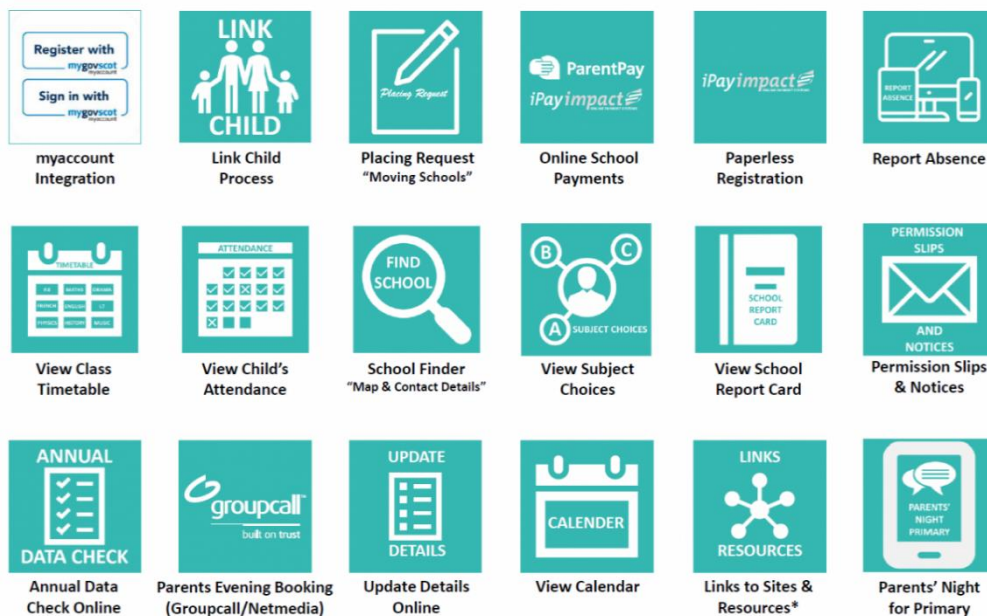 Register with
mygovscot
myaccount
Sign in with
mygovscot
myaccount
myaccount
Integration
LINK
CHILD
Link Child
Process
Placing Request
Placing Request
“Moving Schools”
ParentPay
iPayimpact
Online School
Payments
iPayimpact
Paperless
Registration
REPORT
ABSENCE
Report Absence
TIMETABLE
MATHS
DRAMA
FRENCH
ENGLISH
PHYSICS
HISTORY
MUSIC
View Class
Timetable
ATTENDANCE
View Child’s
Attendance
FIND
SCHOOL
School Finder
“Map & Contact Details”
B
C
A
SUBJECT CHOICES
View Subject
Choices
SCHOOL
REPORT
CARD
View School
Report Card
PERMISSION
SLIPS
AND
NOTICES
Permission Slips
& Notices
ANNUAL
DATA CHECK
Annual Data
Check Online
groupcall™
built on trust
Parents Evening Booking
(Groupcall/Netmedia)
UPDATE
DETAILS
Update Details
Online
CALENDER
View Calendar
LINKS
RESOURCES
Links to Sites &
Resources*
PARENTS’
NIGHT
PRIMARY
Parents’ Night
for Primary